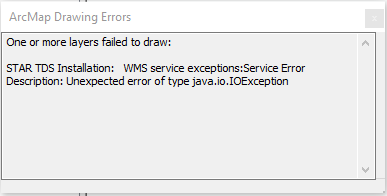 ArcMap Drawing Errors
One or more layers failed to draw:
STAR TDS Installation:   WMS service exceptions:Service Error
Description: Unexpected error of type java.io.IOException